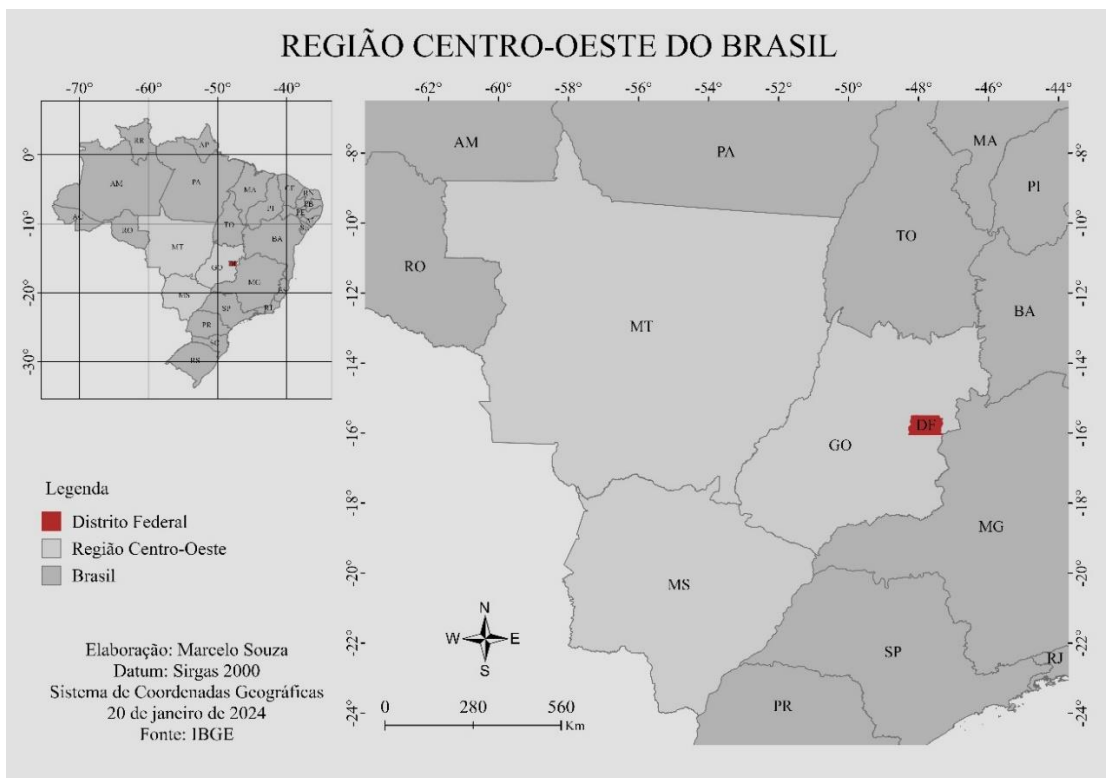 REGIÃO CENTRO-OESTE DO BRASIL
-70° -60° -50° -40°
0°
-10°
-20°
-30°
RR
AP
AM
PA
MA
CE
RN
PB
PE
PI
AC
TO
RO
BA
MT
GO
DF
MG
MS
SP
RJ
PR
SC
RS
-62° -60° -58° -56° -54° -52° -50° -48° -46° -44°
-8°
-10°
-12°
-14°
-16°
-18°
-20°
-22°
-24°
AM
PA
MA
PI
TO
RO
BA
MT
DF
GO
MG
MS
SP
RJ
PR
-8°
-10°
-12°
-14°
-16°
-18°
-20°
-22°
-24°
Legenda
Distrito Federal
Região Centro-Oeste
Brasil
N
W E
S
0 280 560
Km
Elaboração: Marcelo Souza
Datum: Sirgas 2000
Sistema de Coordenadas Geográficas
20 de janeiro de 2024
Fonte: IBGE